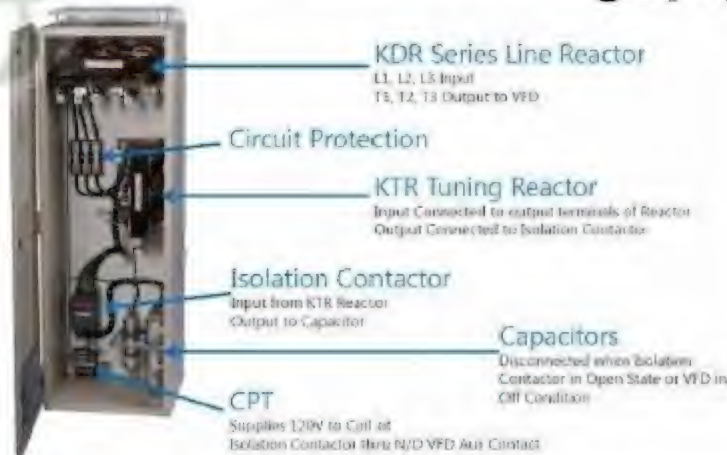 KDR Series Line Reactor
L1, L2, L3 Input
T1, T2, T3 Output to VFD
Circuit Protection
KTR Tuning Reactor
Input Connected to output terminals of Reactor
Output Connected to Isolation Contactor
Isolation Contactor
Input from KTR Reactor
Output to Capacitor
Capacitors
Disconnected when Isolation
Contactor in Open State or VFD in
Off Condition
CPT
Supplies 120V to Coil of
Isolation Contactor thru N/O VFD Aux Contact